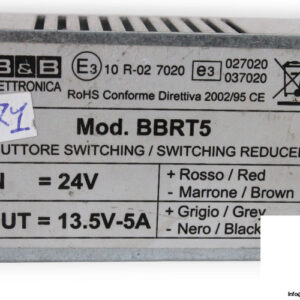 B&B
ELETTRONICA
E3 10 R-02 7020 e3 027020
037020
RoHS Conforme Direttiva 2002/95 CE
Mod. BBRT5
UTTORE SWITCHING / SWITCHING REDUCER
N = 24V
+ Rosso / Red
- Marrone / Brown
UT = 13.5V-5A
+ Grigio / Grey
- Nero / Black